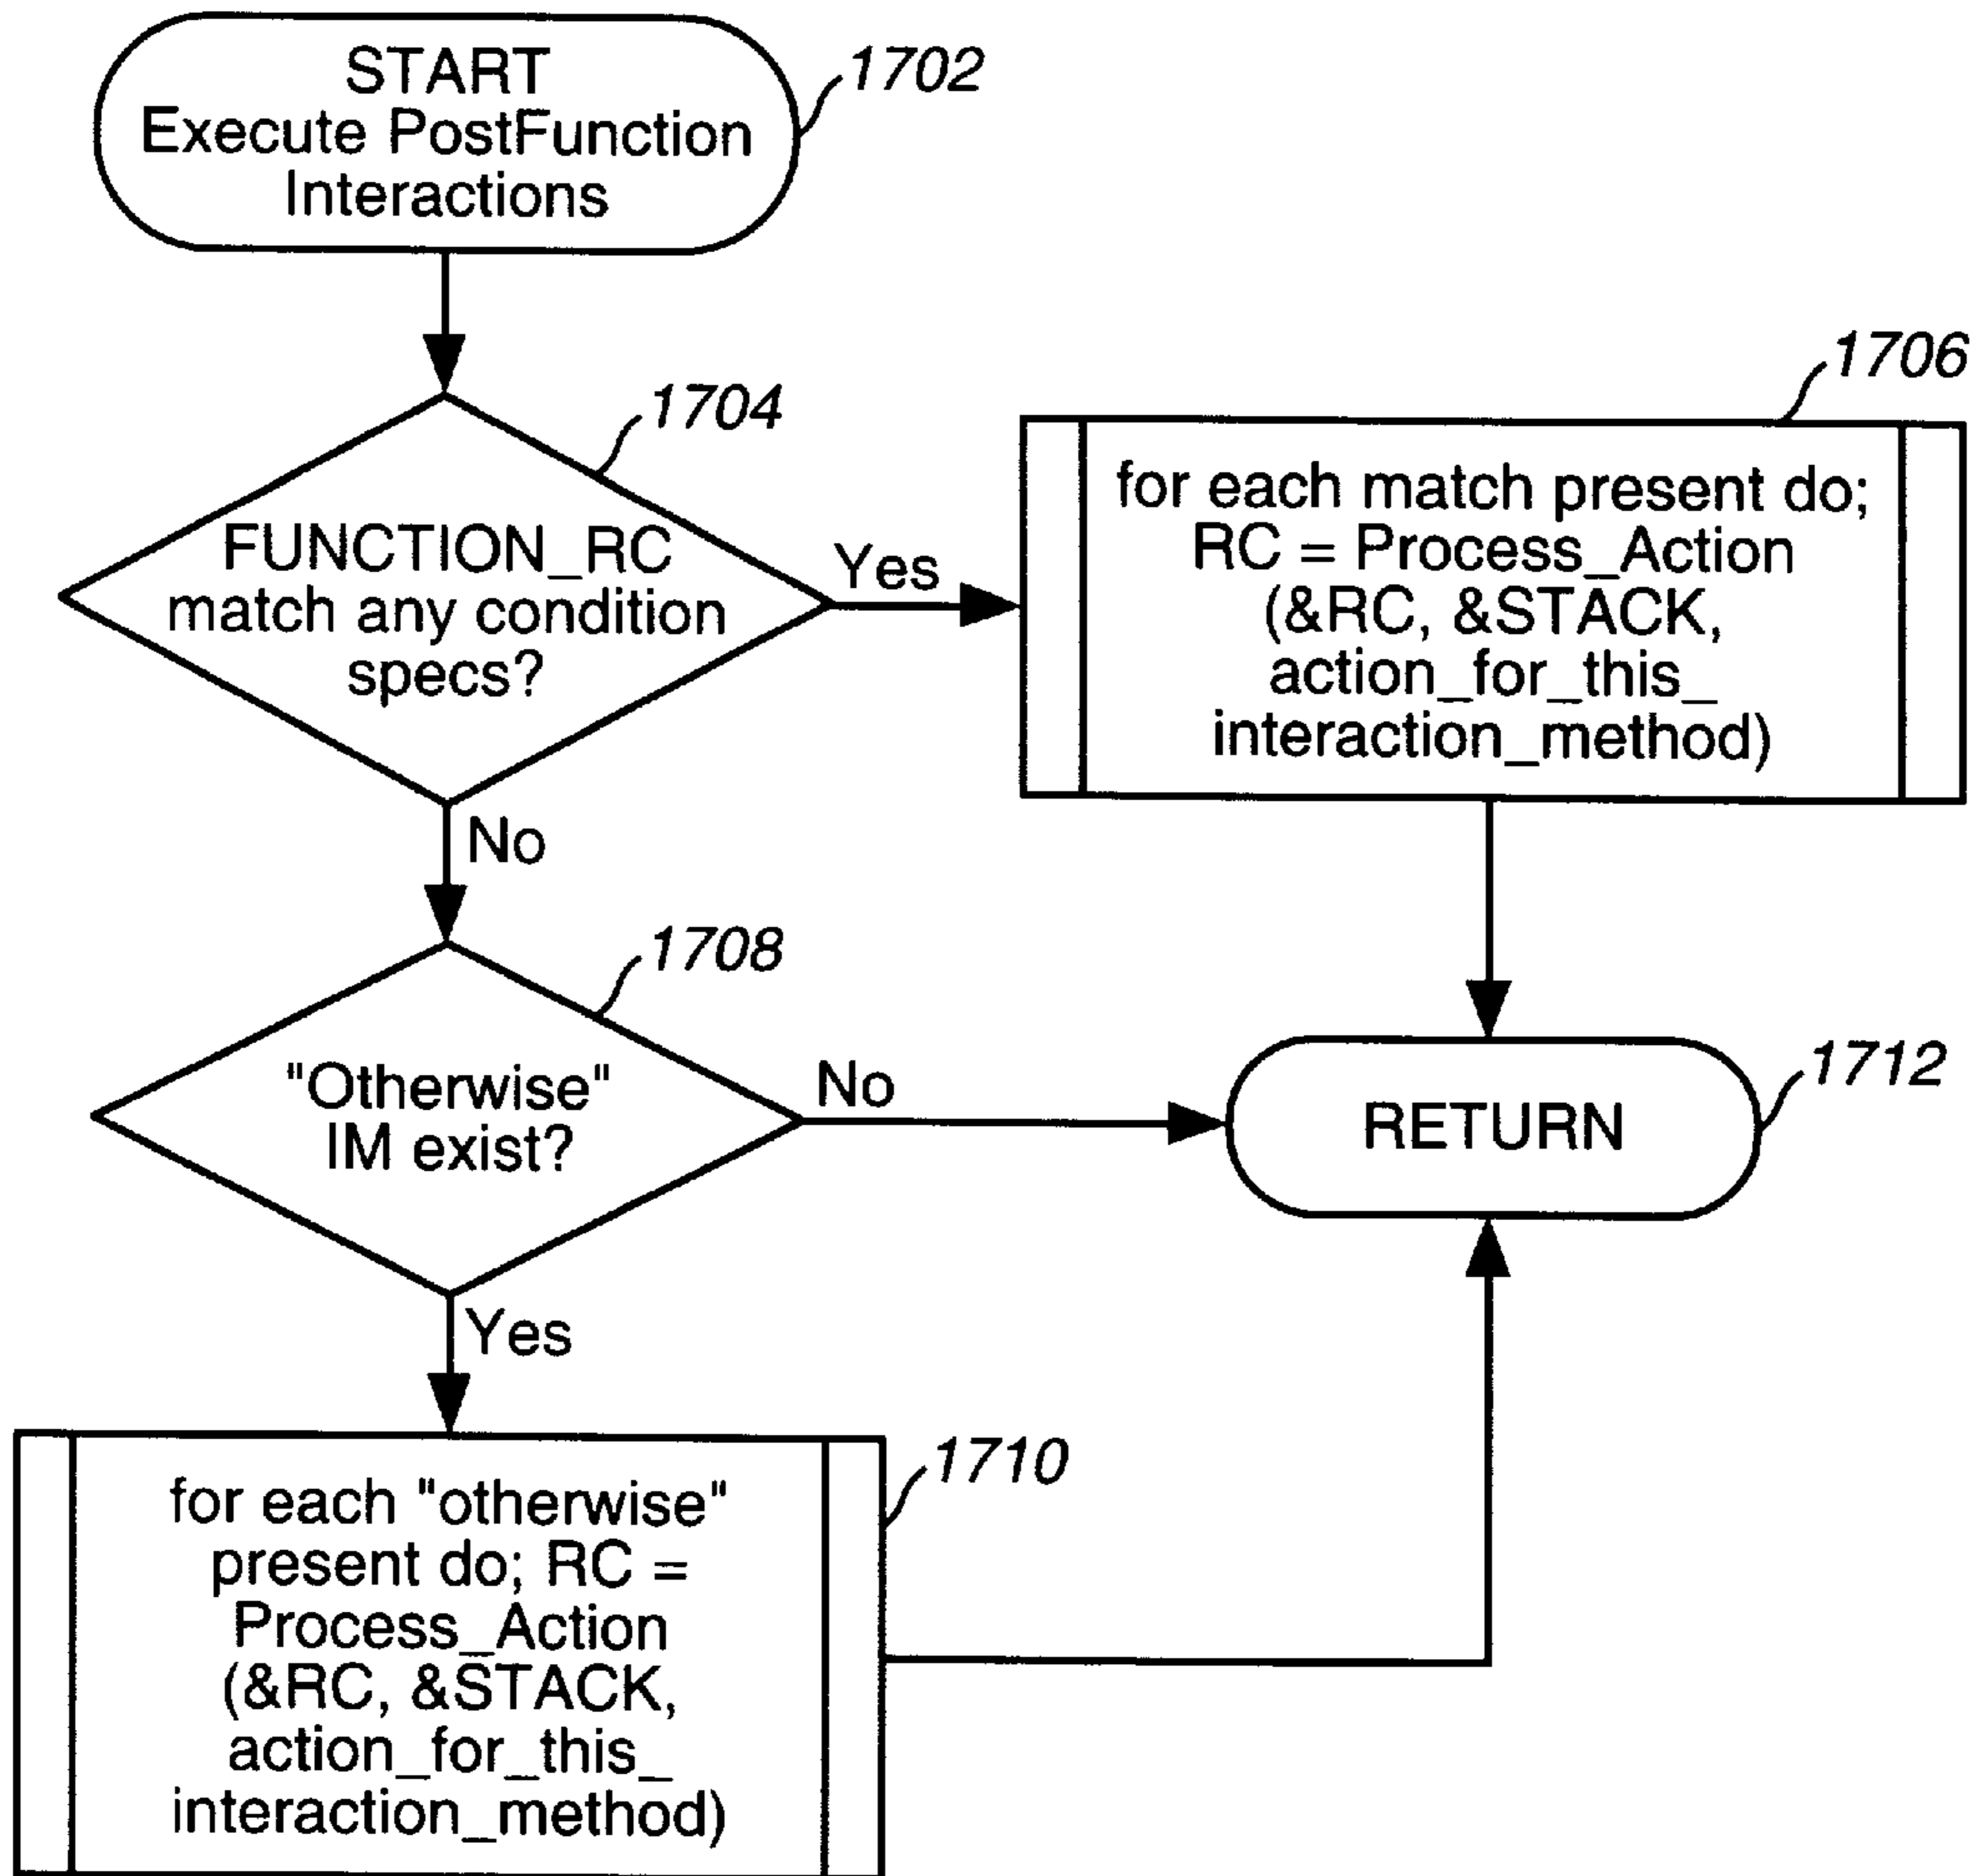 START
Execute PostFunction
Interactions
1702
1704
FUNCTION_RC
match any condition
specs?
Yes
1706
for each match present do;
RC = Process_Action
(&RC, &STACK,
action_for_this_
interaction_method)
No
1708
"Otherwise"
IM exist?
No
1712
RETURN
Yes
1710
for each "otherwise"
present do; RC =
Process_Action
(&RC, &STACK,
action_for_this_
interaction_method)